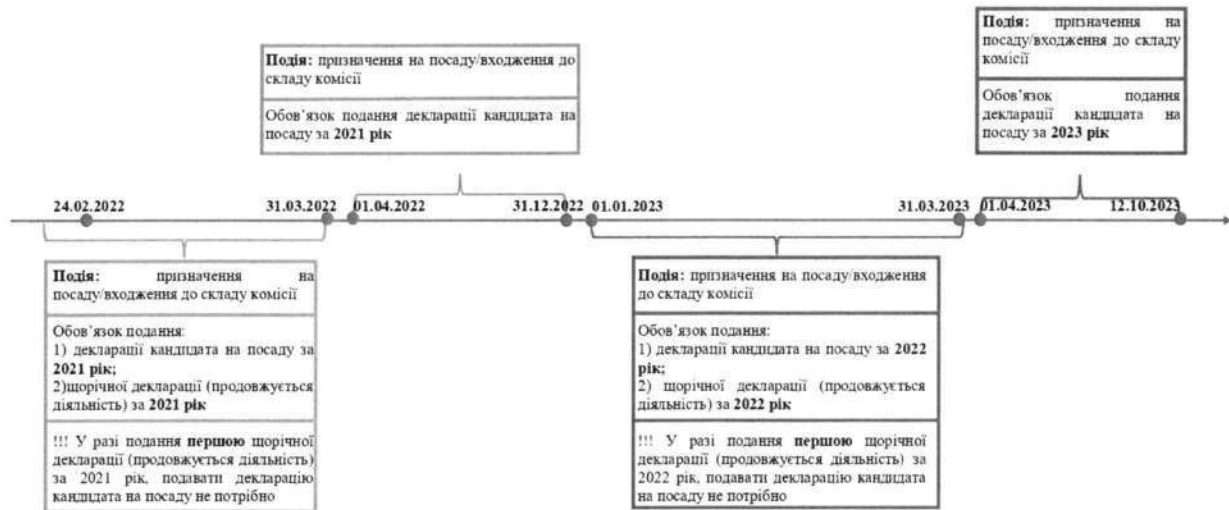 Подія: призначення на
посаду/входження до складу
комісії
Обов’язок подання
декларації кандидата на
посаду за 2023 рік
Подія: призначення на посаду/входження до
складу комісії
Обов’язок подання декларації кандидата на
посаду за 2021 рік
24.02.2022 31.03.2022 01.04.2022 31.12.2022 01.01.2023 31.03.2023 01.04.2023 12.10.2023
Подія: призначення на
посаду/входження до складу комісії
Обов’язок подання:
1) декларації кандидата на посаду за
2021 рік;
2)щорічної декларації (продовжується
діяльність) за 2021 рік
!!! У разі подання першою щорічної
декларації (продовжується діяльність)
за 2021 рік, подавати декларацію
кандидата на посаду не потрібно
Подія: призначення на посаду/входження
до складу комісії
Обов’язок подання:
1) декларації кандидата на посаду за 2022
рік;
2) щорічної декларації (продовжується
діяльність) за 2022 рік
!!! У разі подання першою щорічної
декларації (продовжується діяльність) за
2022 рік, подавати декларацію кандидата
на посаду не потрібно